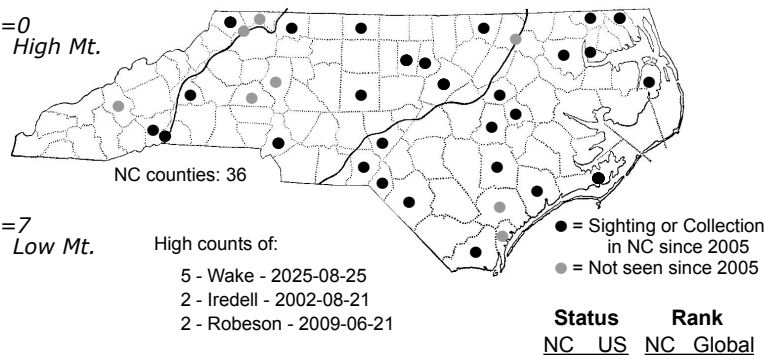 =0
High Mt.
NC counties: 36
=7
Low Mt.
High counts of:
5 - Wake - 2025-08-25
2 - Iredell - 2002-08-21
2 - Robeson - 2009-06-21
= Sighting or Collection
in NC since 2005
= Not seen since 2005
Status Rank
NC US NC Global